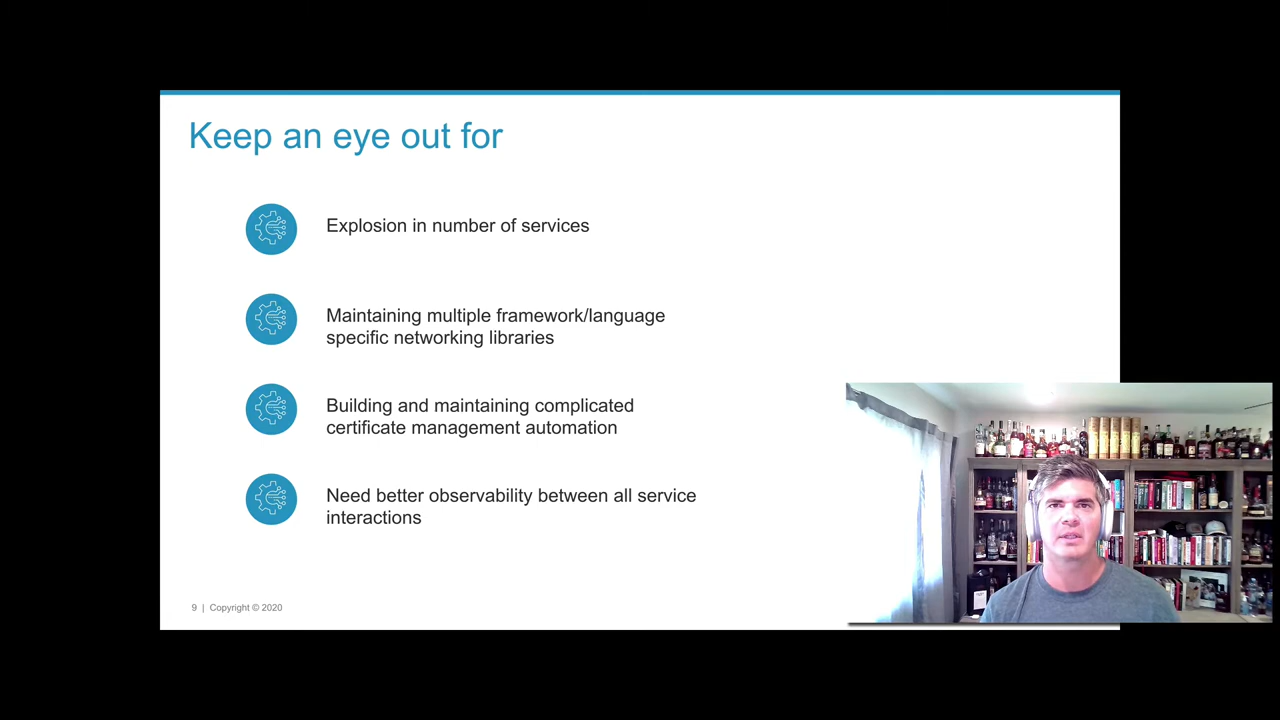 Keep an eye out for
Explosion in number of services
Maintaining multiple framework/language
specific networking libraries
Building and maintaining complicated
certificate management automation
Need better observability between all service
interactions
9 | Copyright © 2020